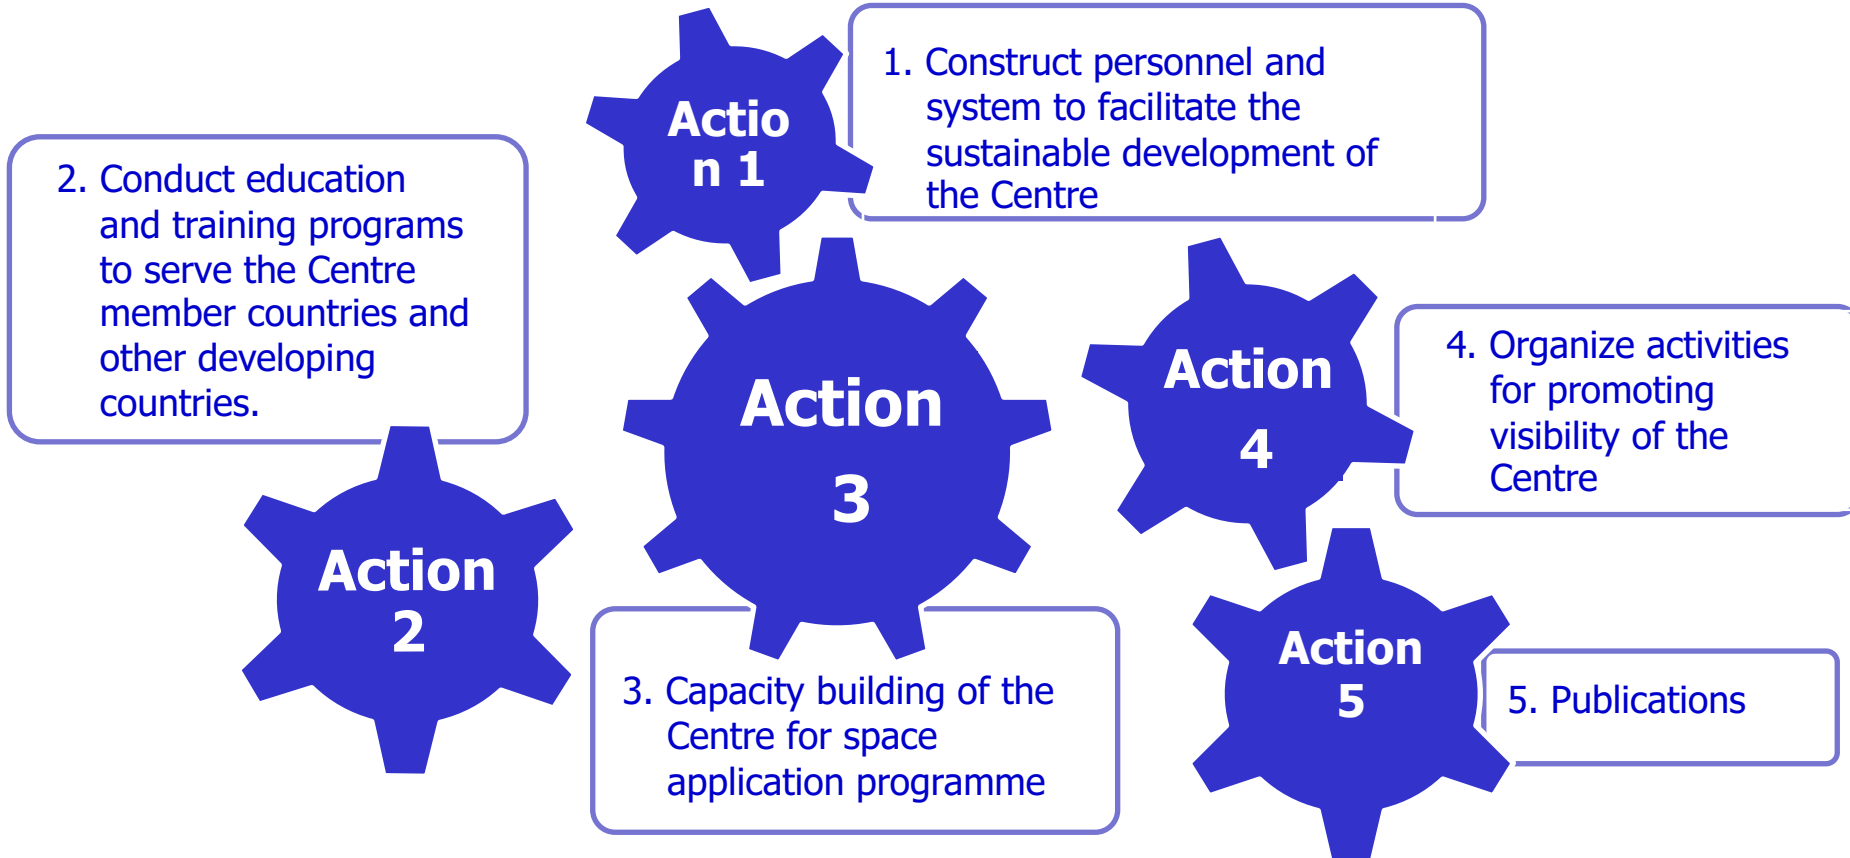 Actio
n 1
1. Construct personnel and
system to facilitate the
sustainable development of
the Centre
2. Conduct education
and training programs
to serve the Centre
member countries and
other developing
countries.
Action
2
Action
3
3. Capacity building of the
Centre for space
application programme
Action
4
4. Organize activities
for promoting
visibility of the
Centre
Action
5
5. Publications